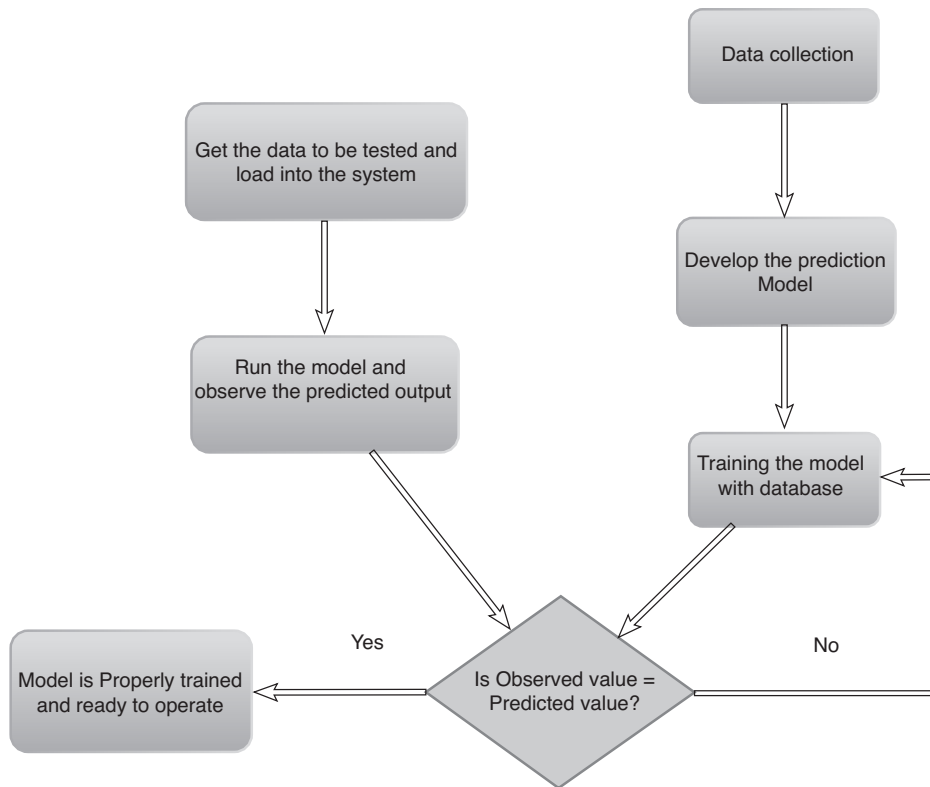 Data collection
Get the data to be tested and
load into the system
Develop the prediction
Model
Run the model and
observe the predicted output
Training the model
with database
Yes
No
Is Observed value =
Predicted value?
Model is Properly trained
and ready to operate